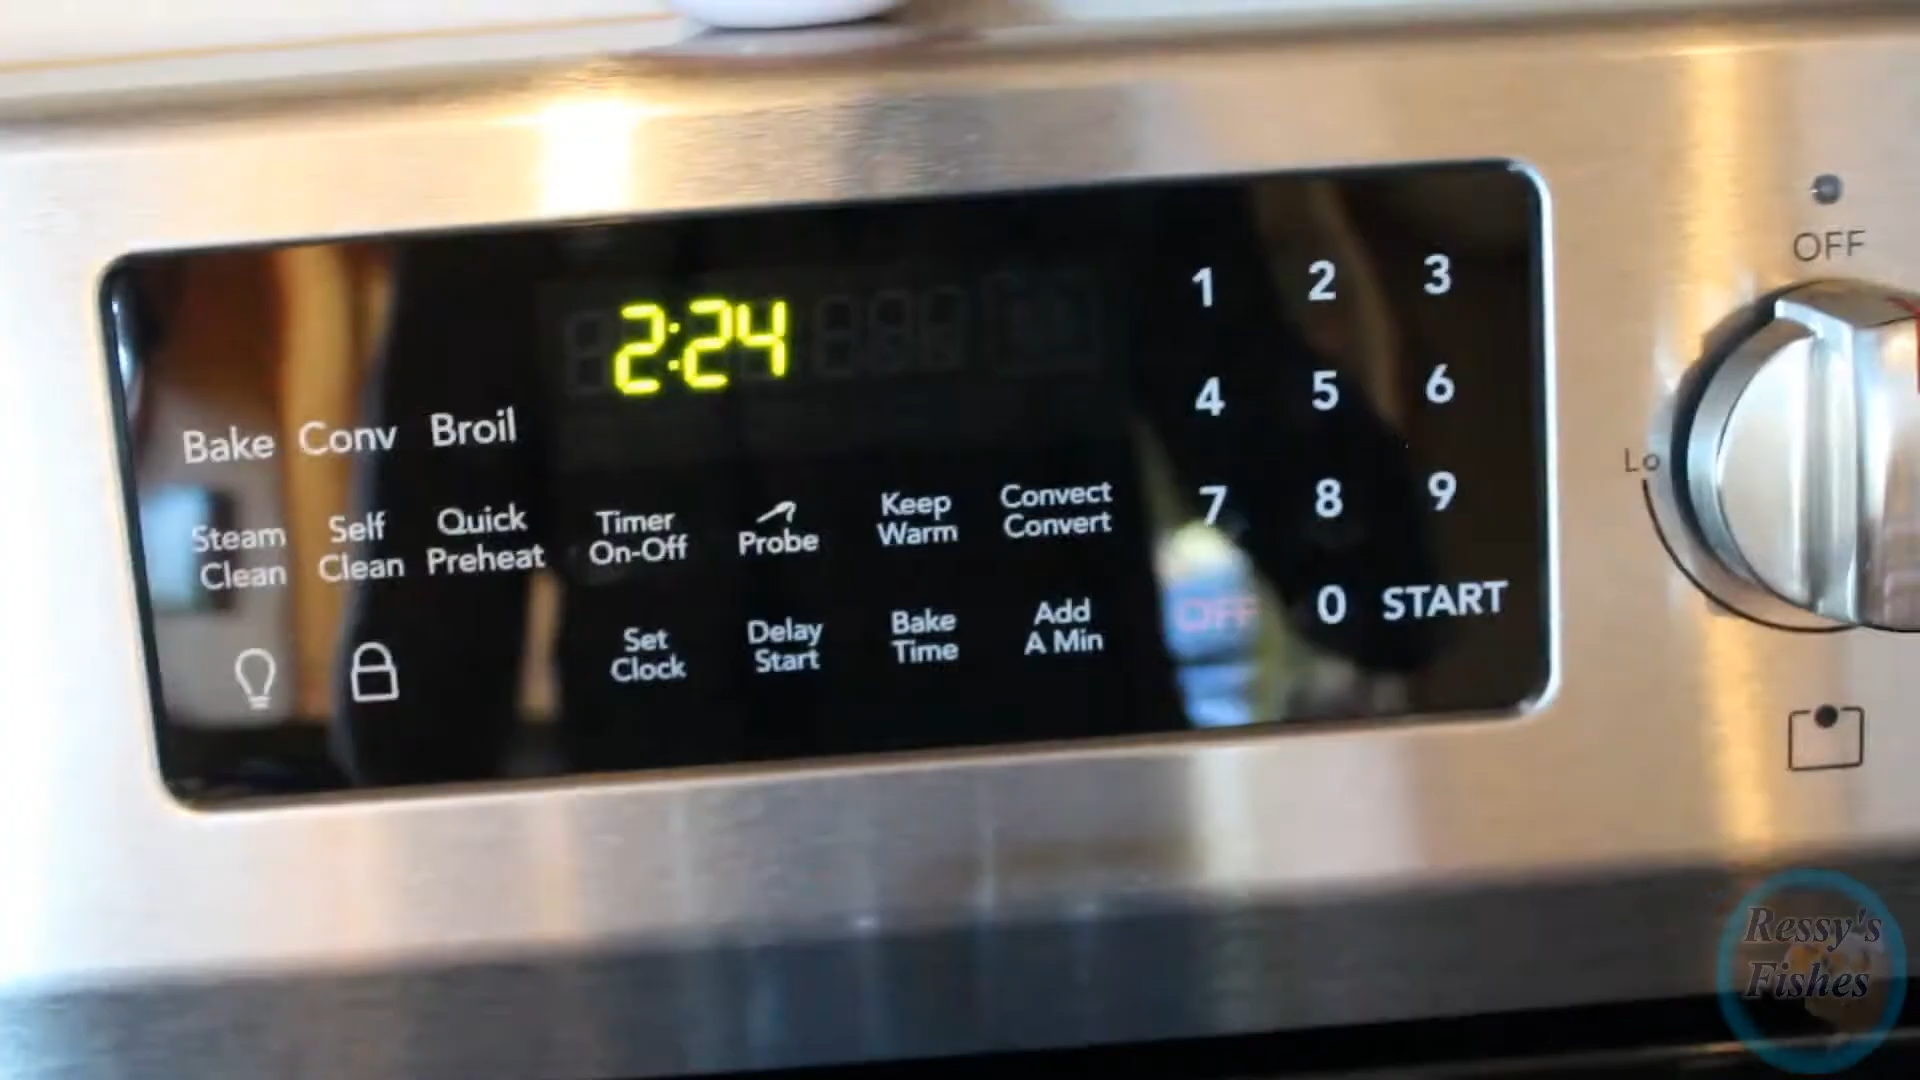 2:24
1 2 3
4 5 6
7 8 9
OFF 0 START
Bake Conv Broil
Steam
Clean
Self
Clean
Quick
Preheat
Timer
On-Off
Probe
Keep
Warm
Convect
Convert
Set
Clock
Delay
Start
Bake
Time
Add
A Min
OFF
Lo
Ressy's
Fishes